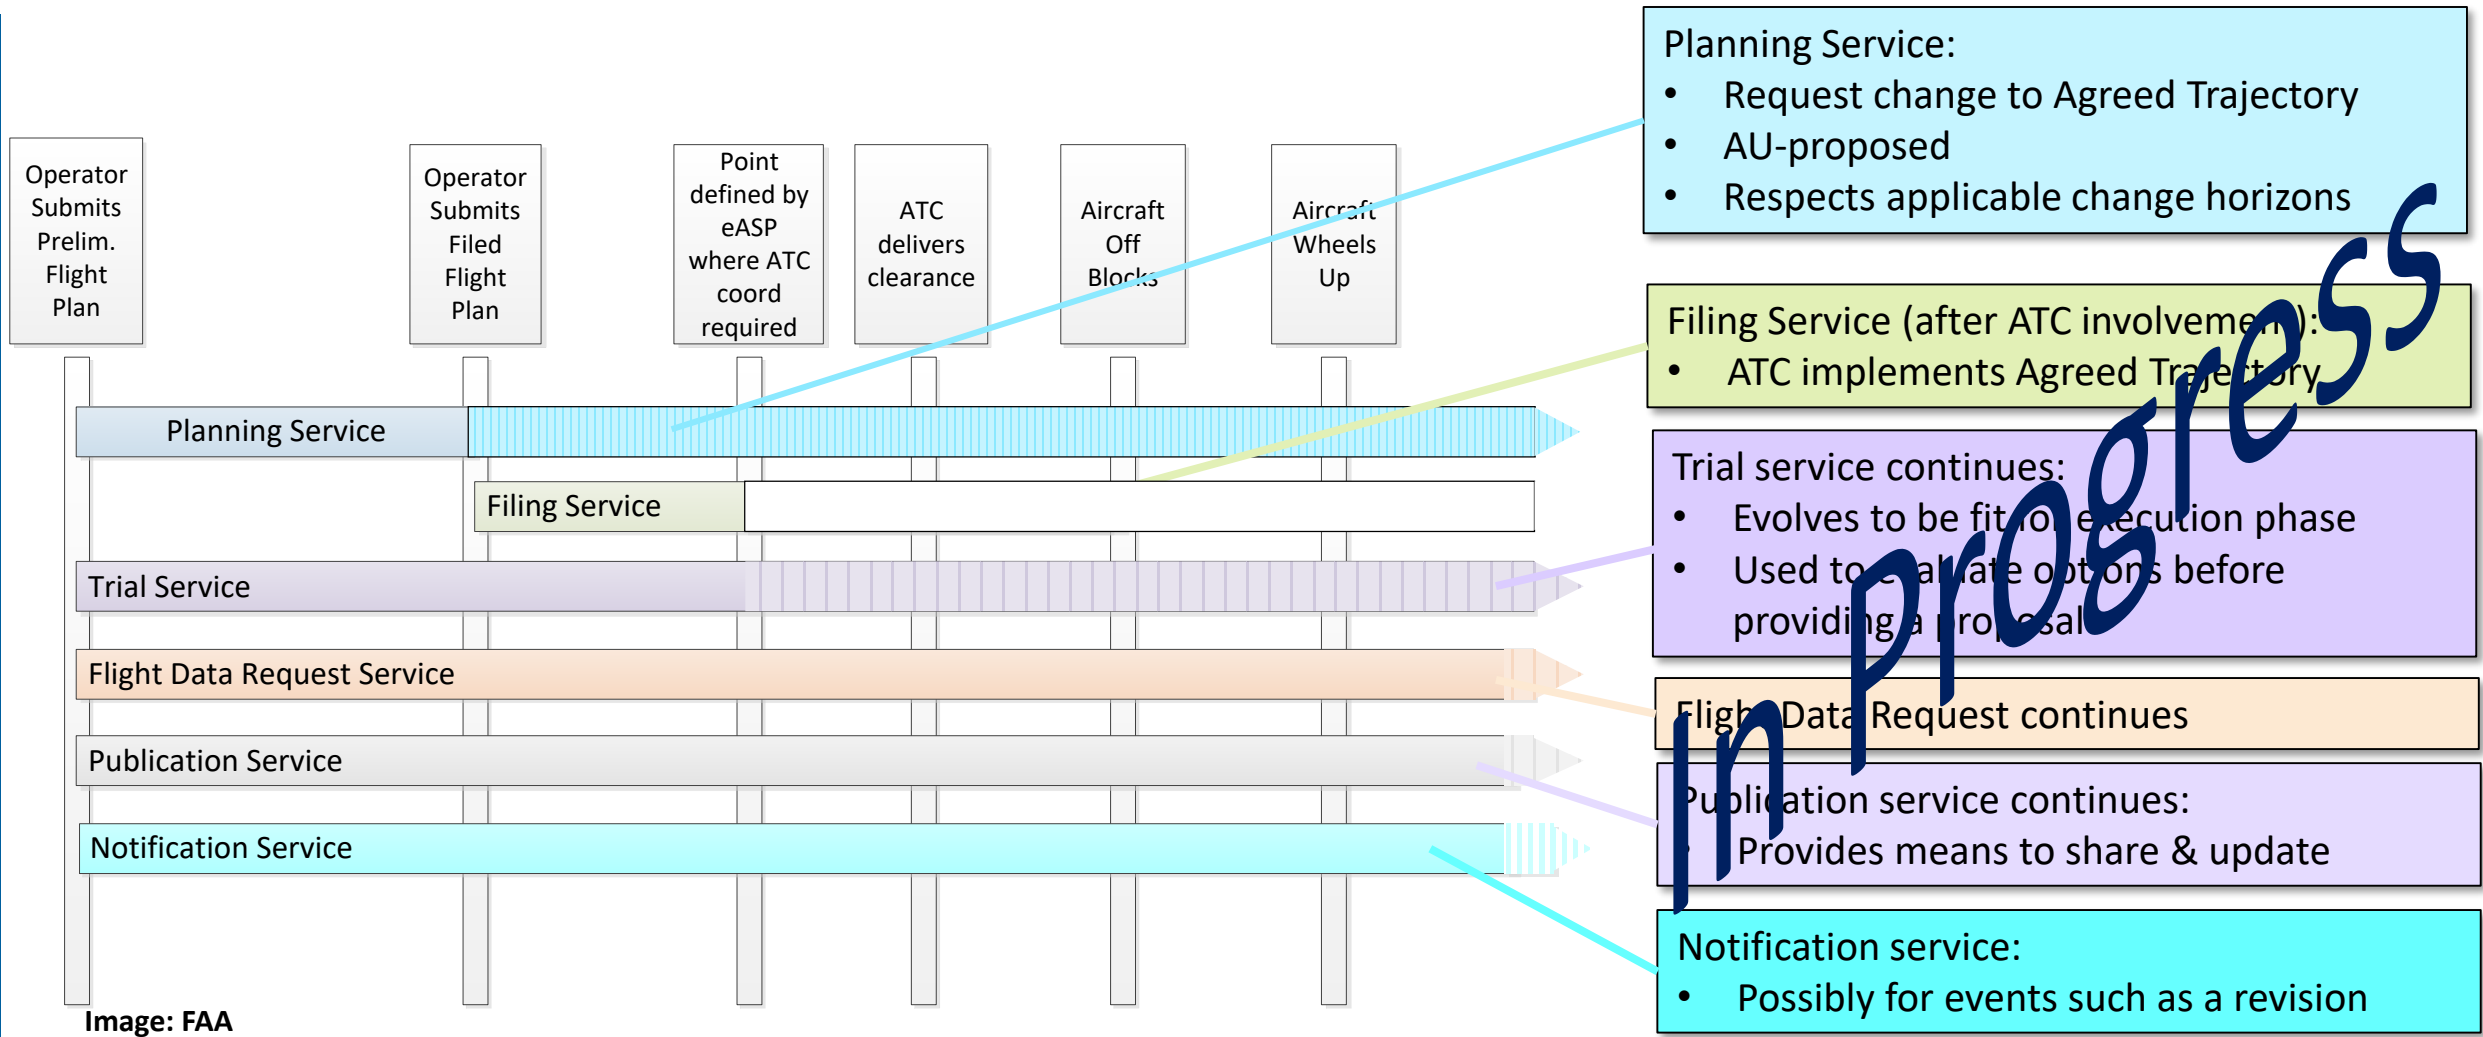 Operator
Submits
Prelim.
Flight
Plan
Operator
Submits
Filed
Flight
Plan
Point
defined by
eASP
where ATC
coord
required
ATC
delivers
clearance
Aircraft
Off
Blocks
Aircraft
Wheels
Up
Planning Service
Filing Service
Trial Service
Flight Data Request Service
Publication Service
Notification Service
Image: FAA
Planning Service:
• Request change to Agreed Trajectory
• AU-proposed
• Respects applicable change horizons
Filing Service (after ATC involvement):
• ATC implements Agreed Trajectory
Trial service continues:
• Evolves to be fit for execution phase
• Used to evaluate options before
providing a proposal
Flight Data Request continues
Publication service continues:
• Provides means to share & update
Notification service:
• Possibly for events such as a revision
In Progress